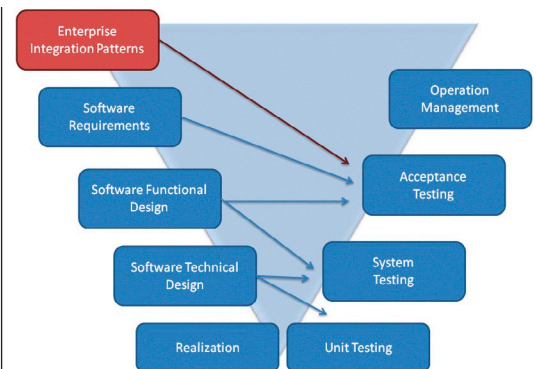 Enterprise
Integration Patterns
Operation
Management
Software
Requirements
Acceptance
Testing
Software Functional
Design
System
Testing
Software Technical
Design
Realization
Unit Testing